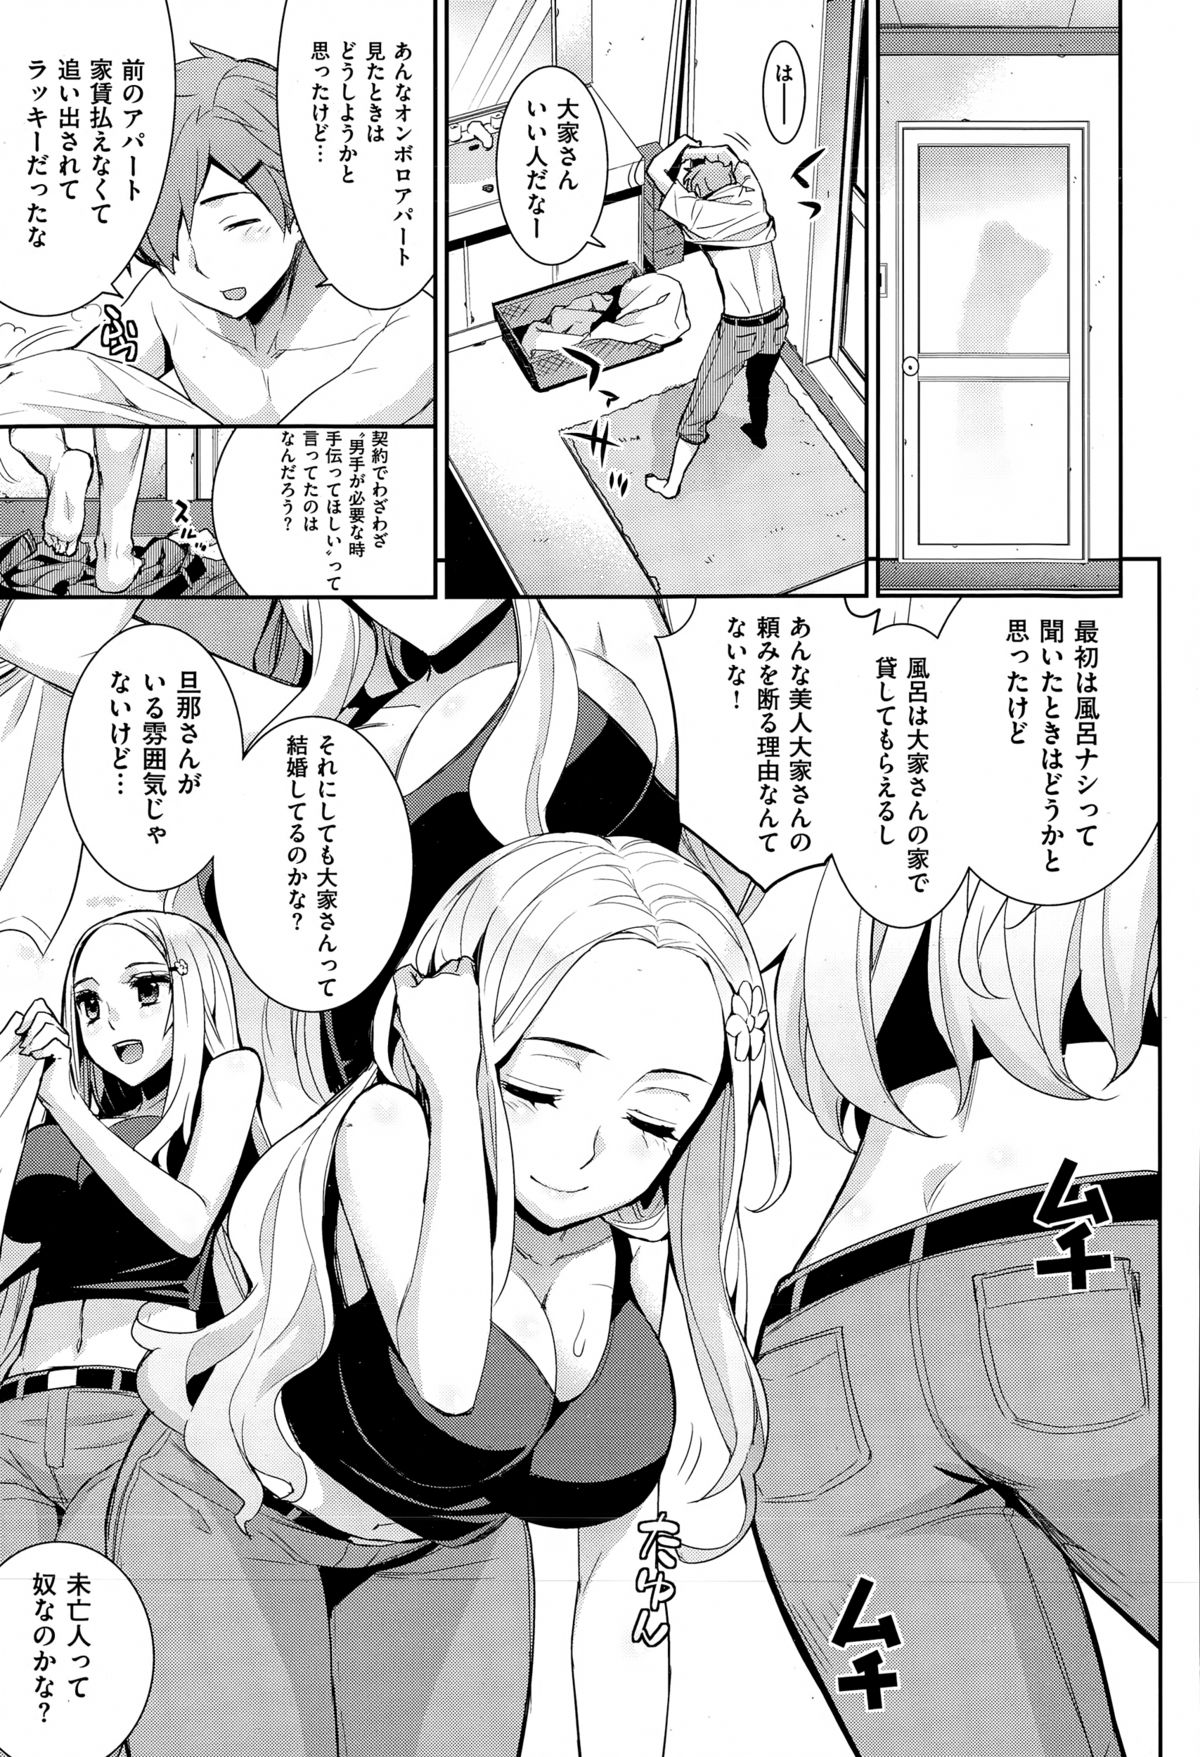 はー
大家さん
いい人だなー
あんなオンボロアパート
見たときは
どうしようかと
思ったけど…
前のアパート
家賃払えなくて
追い出されて
ラッキーだったな
契約でわざわざ
〝男手が必要な時
手伝ってほしい〟って
言ってたのは
なんだろう?
スルッ
最初は風呂ナシって
聞いたときはどうかと
思ったけど
風呂は大家さんの家で
貸してもらえるし
あんな美人大家さんの
頼みを断る理由なんて
ないな!
それにしても大家さんって
結婚してるのかな?
旦那さんが
いる雰囲気じゃ
ないけど…
ムチ
ムチ
たゆん
未亡人って
奴なのかな?